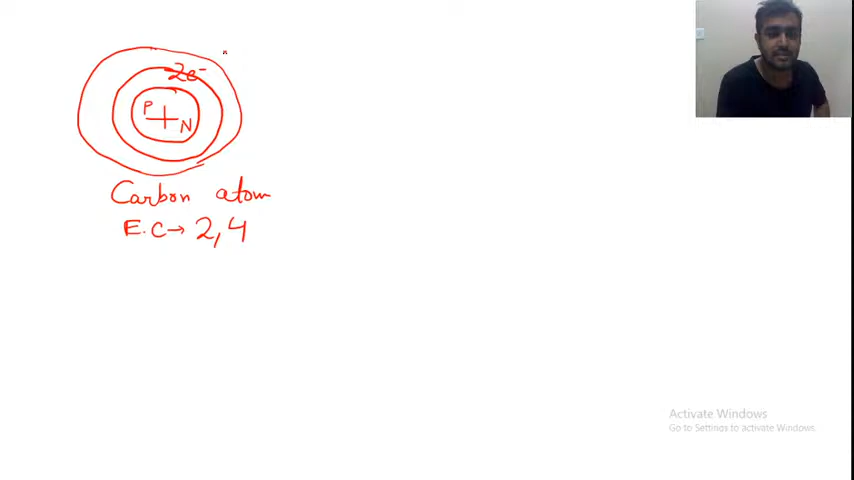 2e-
P
+
N
Carbon atom
E.C→ 2,4
Activate Windows
Go to Settings to activate Windows.